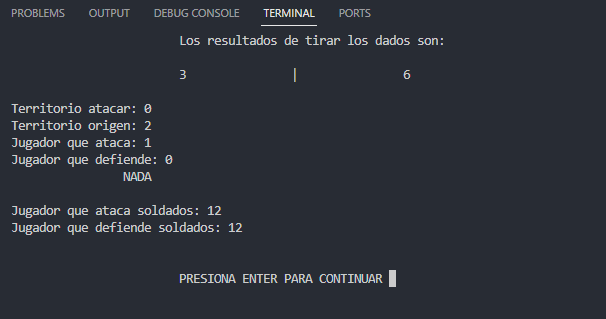 PROBLEMS OUTPUT DEBUG CONSOLE TERMINAL PORTS
Los resultados de tirar los dados son:
3 | 6
Territorio atacar: 0
Territorio origen: 2
Jugador que ataca: 1
Jugador que defiende: 0
NADA
Jugador que ataca soldados: 12
Jugador que defiende soldados: 12
PRESIONA ENTER PARA CONTINUAR